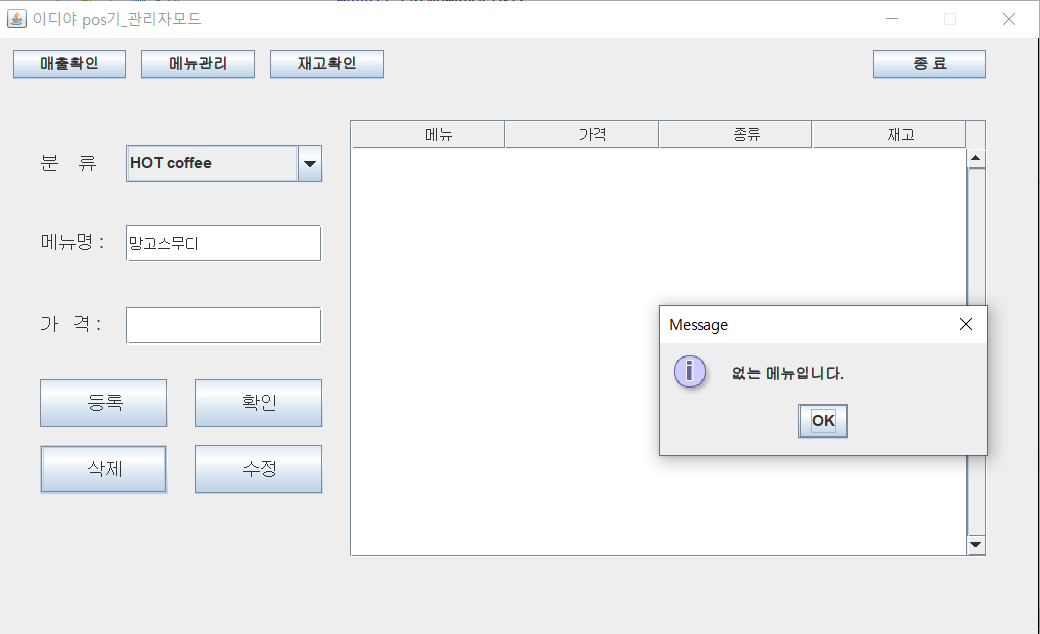 이디야 pos기_관리자모드
매출확인 메뉴관리 재고확인 종 료
메뉴 가격 종류 재고
분 류 HOT coffee
메뉴명 : 망고스무디
가 격 :
Message
없는 메뉴입니다.
OK
등록 확인
삭제 수정